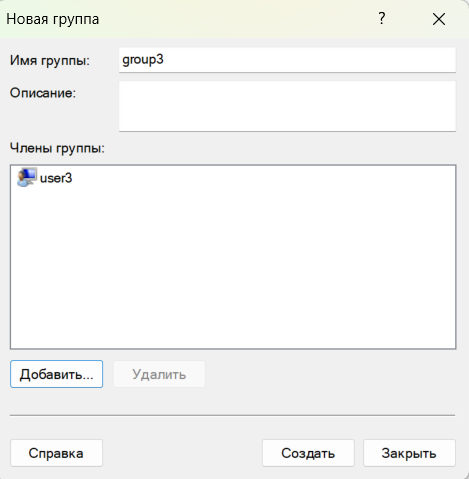 Новая группа ?
Имя группы: group3
Описание:
Члены группы:
user3
Добавить... Удалить
Справка Создать Закрыть